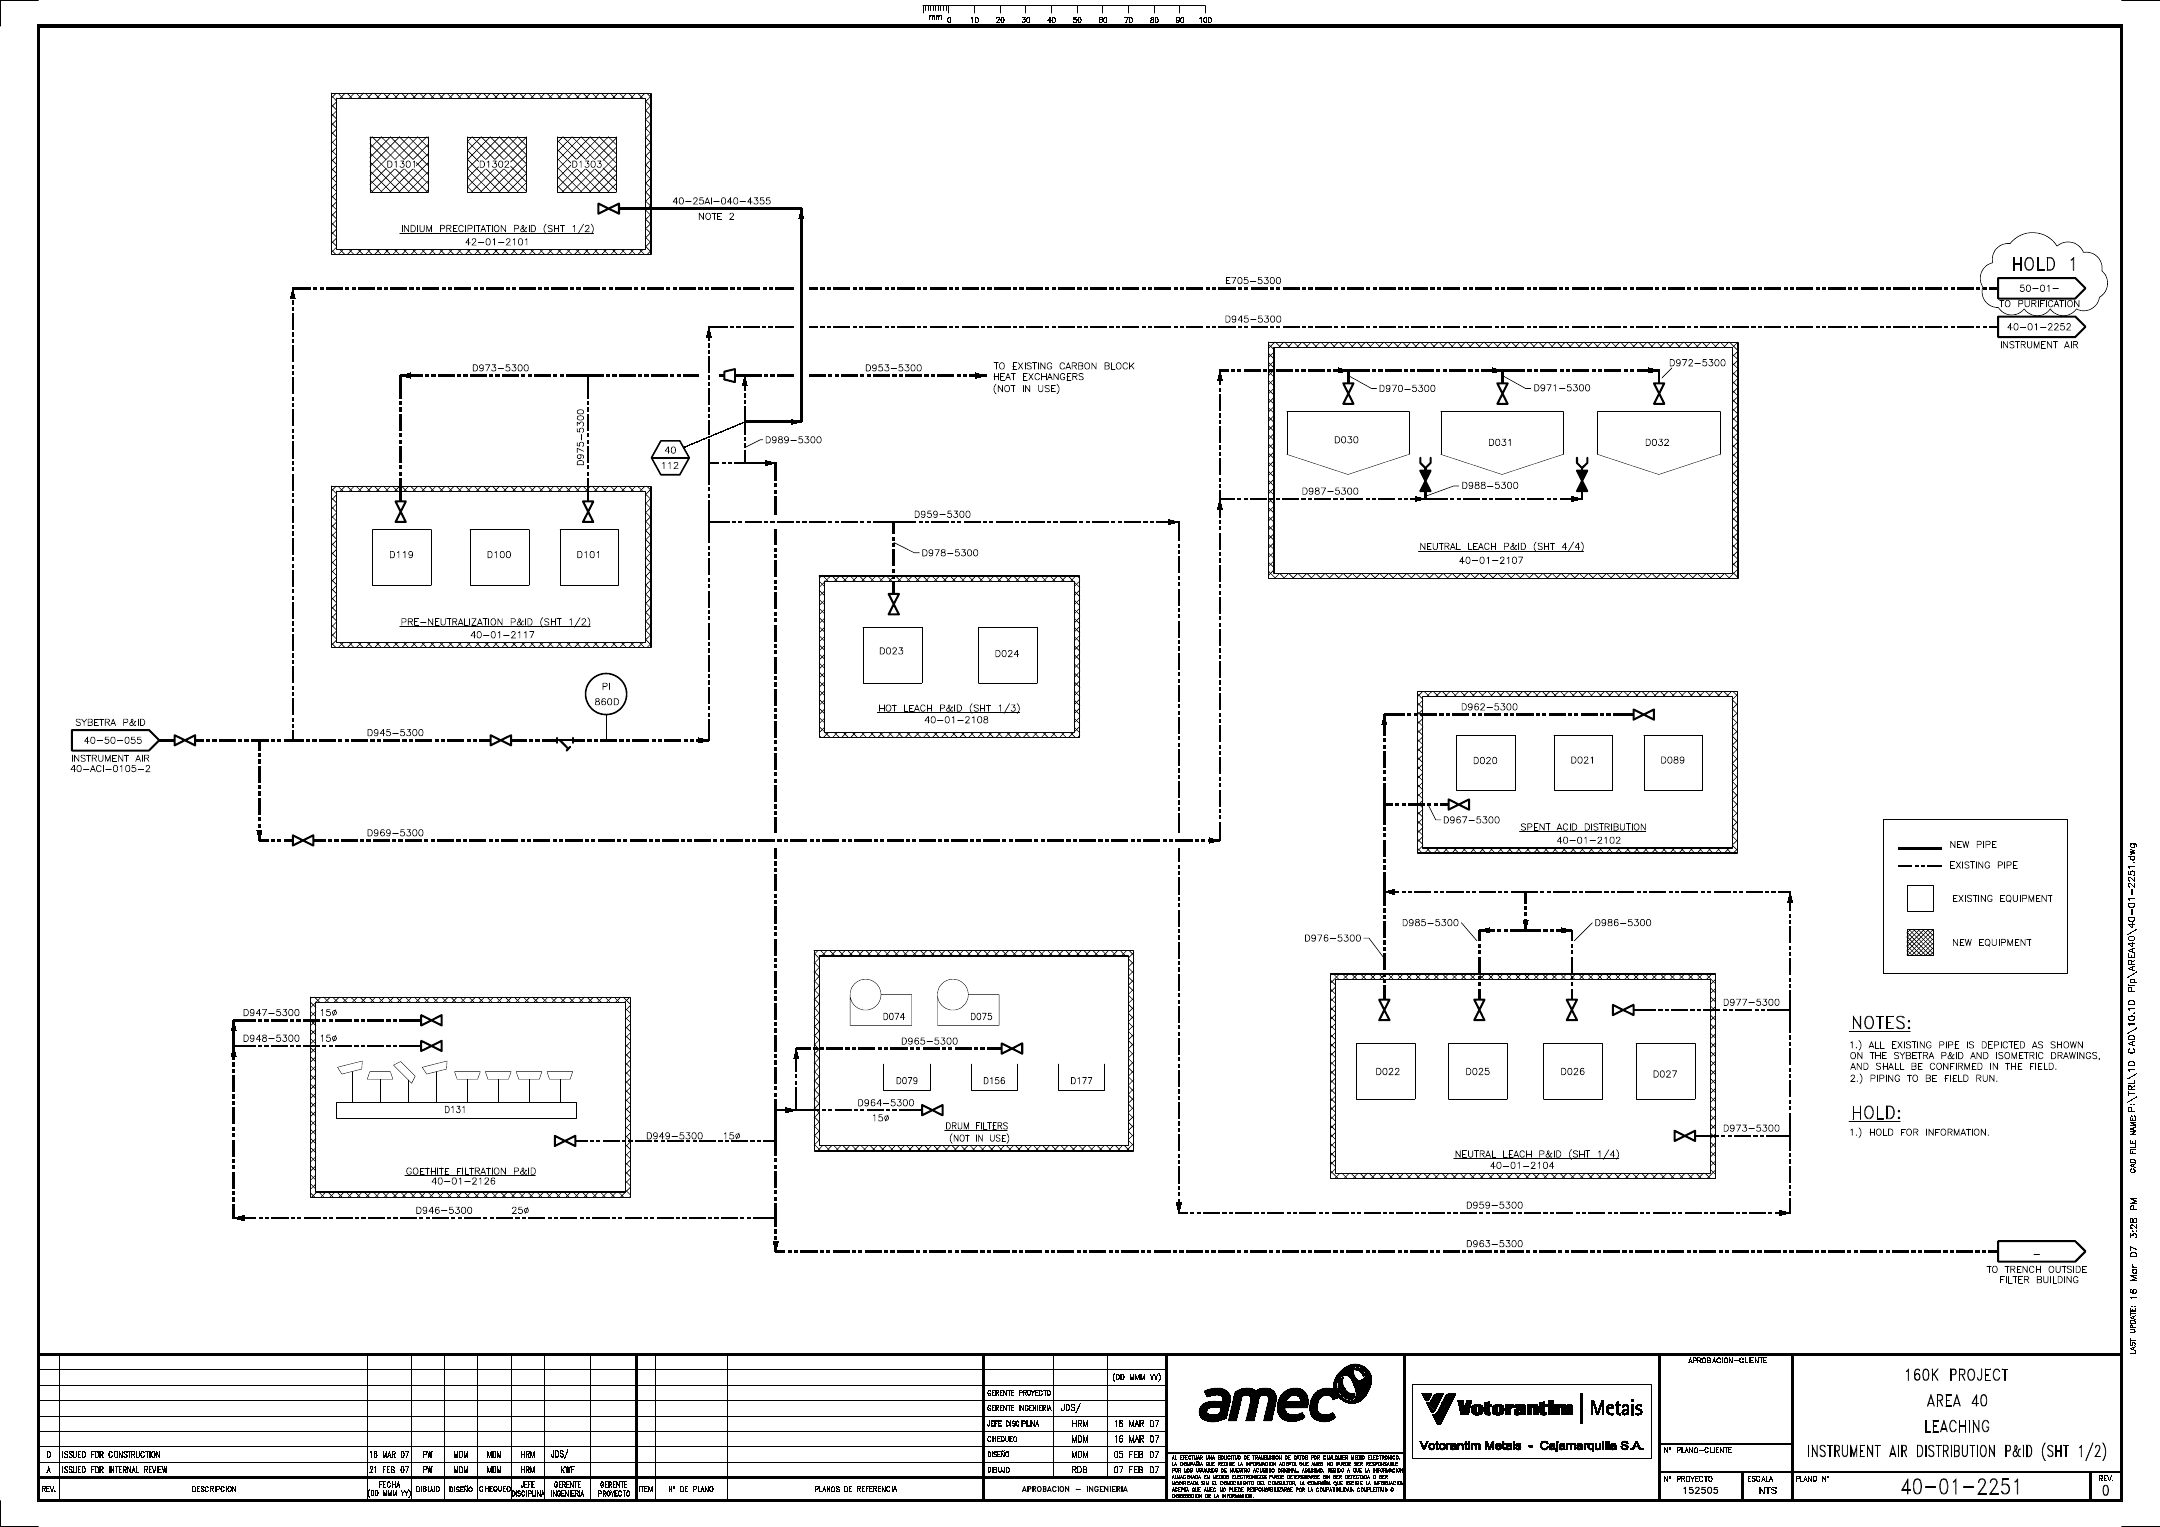 mm 0 10 20 30 40 50 60 70 80 90 100
D1301 D1302 D1303
INDIUM PRECIPITATION P&ID (SHT 1/2)
42-01-2101
40-25AI-040-4355
NOTE 2
E705-5300
HOLD 1
50-01-
TO PURIFICATION
D945-5300
40-01-2252
INSTRUMENT AIR
D973-5300
D953-5300
TO EXISTING CARBON BLOCK
HEAT EXCHANGERS
(NOT IN USE)
D975-5300
40
112
D989-5300
D119 D100 D101
PRE-NEUTRALIZATION P&ID (SHT 1/2)
40-01-2117
D970-5300
D971-5300
D972-5300
D030 D031 D032
D987-5300
D988-5300
NEUTRAL LEACH P&ID (SHT 4/4)
40-01-2107
D959-5300
D978-5300
D023 D024
HOT LEACH P&ID (SHT 1/3)
40-01-2108
PI
860D
SYBETRA P&ID
40-50-055
INSTRUMENT AIR
40-ACI-0105-2
D945-5300
D969-5300
D962-5300
D020 D021 D089
D967-5300
SPENT ACID DISTRIBUTION
40-01-2102
NEW PIPE
EXISTING PIPE
EXISTING EQUIPMENT
NEW EQUIPMENT
D976-5300
D985-5300
D986-5300
D977-5300
D022 D025 D026 D027
D973-5300
NEUTRAL LEACH P&ID (SHT 1/4)
40-01-2104
D959-5300
D947-5300 15ø
D948-5300 15ø
D131
D949-5300 15ø
GOETHITE FILTRATION P&ID
40-01-2126
D946-5300 25ø
D074 D075
D965-5300
D079 D156 D177
D964-5300
15ø
DRUM FILTERS
(NOT IN USE)
D963-5300
–
TO TRENCH OUTSIDE
FILTER BUILDING
NOTES:
1.) ALL EXISTING PIPE IS DEPICTED AS SHOWN
ON THE SYBETRA P&ID AND ISOMETRIC DRAWINGS,
AND SHALL BE CONFIRMED IN THE FIELD.
2.) PIPING TO BE FIELD RUN.
HOLD:
1.) HOLD FOR INFORMATION.
LAST UPDATE: 16 Mar 07 3:28 PM CAD FILE NAME:P:\TRL\1D CAD\10.1D Pip\AREA40\40-01-2251.dwg
0 ISSUED FOR CONSTRUCTION 16 MAR 07 PW MDM MDM HRM JDS/
A ISSUED FOR INTERNAL REVIEW 21 FEB 07 PW MDM MDM HRM KWF
REV. DESCRIPCION FECHA (DD MMM YY) DIBUJO DISEÑO CHEQUEO JEFE DISCIPLINA GERENTE INGENIERIA GERENTE PROYECTO ITEM N° DE PLANO PLANOS DE REFERENCIA
(DD MMM YY)
GERENTE PROYECTO
GERENTE INGENIERIA JDS/
JEFE DISCIPLINA HRM 16 MAR 07
CHEQUEO MDM 16 MAR 07
DISEÑO MDM 05 FEB 07
DIBUJO RDB 07 FEB 07
APROBACION - INGENIERIA
amec
Votorantim | Metais
Votorantim Metais - Cajamarquilla S.A.
APROBACION-CLIENTE
N° PLANO-CLIENTE
N° PROYECTO
152505
ESCALA
NTS
160K PROJECT
AREA 40
LEACHING
INSTRUMENT AIR DISTRIBUTION P&ID (SHT 1/2)
PLANO N°
40-01-2251
REV.
0